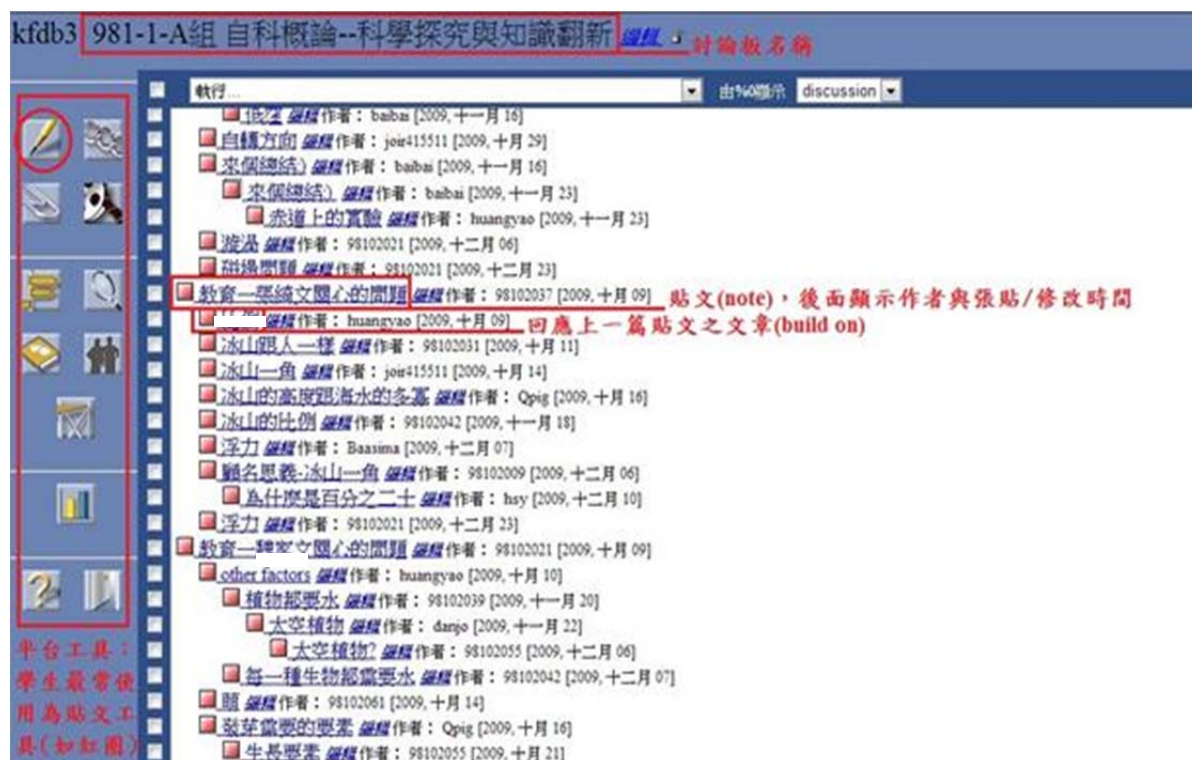 kfdb3 981-1-A組 自科概論--科學探究與知識翻新 編輯
討論板名稱
執行...
由%0顯示 discussion
低窪 編輯 作者： baibai [2009, 十一月 16]
自轉方向 編輯 作者： joir415511 [2009, 十月 29]
來個總結:) 編輯 作者： baibai [2009, 十一月 16]
來個總結:) 編輯 作者： baibai [2009, 十一月 23]
赤道上的實驗 編輯 作者： huangyao [2009, 十一月 23]
漩渦 編輯 作者： 98102021 [2009, 十二月 06]
磁場問題 編輯 作者： 98102021 [2009, 十二月 23]
教育一張綺文關心的問題 編輯 作者： 98102037 [2009, 十月 09]
貼文(note)，後面顯示作者與張貼/修改時間
編輯 作者： huangyao [2009, 十月 09]
回應上一篇貼文之文章(build on)
冰山跟人一樣 編輯 作者： 98102031 [2009, 十月 11]
冰山一角 編輯 作者： joir415511 [2009, 十月 14]
冰山的高度跟海水的多寡 編輯 作者： Qpig [2009, 十月 16]
冰山的比例 編輯 作者： 98102042 [2009, 十一月 18]
浮力 編輯 作者： Baasima [2009, 十二月 07]
顧名思義-冰山一角 編輯 作者： 98102009 [2009, 十二月 06]
為什麼是百分之二十 編輯 作者： hsy [2009, 十二月 10]
浮力 編輯 作者： 98102021 [2009, 十二月 23]
教育一魏家文關心的問題 編輯 作者： 98102021 [2009, 十月 09]
other factors 編輯 作者： huangyao [2009, 十月 10]
植物都要水 編輯 作者： 98102039 [2009, 十一月 20]
太空植物 編輯 作者： danjo [2009, 十一月 22]
太空植物? 編輯 作者： 98102055 [2009, 十二月 06]
每一種生物都需要水 編輯 作者： 98102042 [2009, 十二月 07]
編輯 作者： 98102061 [2009, 十月 14]
發芽需要的要素 編輯 作者： Qpig [2009, 十月 16]
生長要素 編輯 作者： 98102055 [2009, 十月 21]
平台工具：
學生最常使
用為貼文工
具(如紅圈)